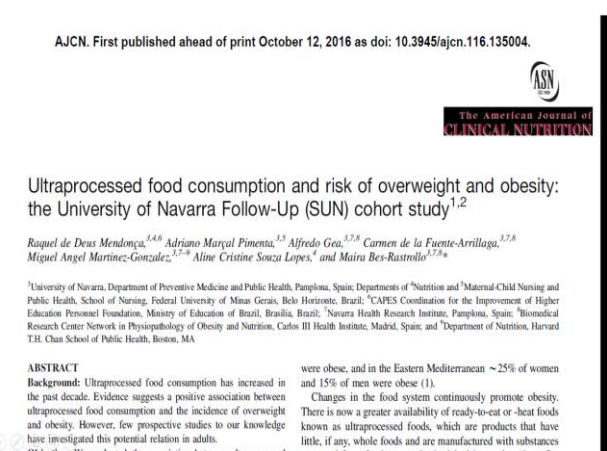 AJCN. First published ahead of print October 12, 2016 as doi: 10.3945/ajcn.116.135004.
ASN
The American Journal of
CLINICAL NUTRITION
Ultraprocessed food consumption and risk of overweight and obesity:
the University of Navarra Follow-Up (SUN) cohort study1,2
Raquel de Deus Mendonça,3,4,6 Adriano Marçal Pimenta,3,5 Alfredo Gea,3,7,8 Carmen de la Fuente-Arrillaga,3,7,8
Miguel Angel Martinez-Gonzalez,3,7–9 Aline Cristine Souza Lopes,4 and Maira Bes-Rastrollo3,7,8*
3University of Navarra, Department of Preventive Medicine and Public Health, Pamplona, Spain; Departments of 4Nutrition and 5Maternal-Child Nursing and
Public Health, School of Nursing, Federal University of Minas Gerais, Belo Horizonte, Brazil; 6CAPES Coordination for the Improvement of Higher
Education Personnel Foundation, Ministry of Education of Brazil, Brasília, Brazil; 7Navarra Health Research Institute, Pamplona, Spain; 8Biomedical
Research Center Network in Physiopathology of Obesity and Nutrition, Carlos III Health Institute, Madrid, Spain; and 9Department of Nutrition, Harvard
T.H. Chan School of Public Health, Boston, MA
ABSTRACT
Background: Ultraprocessed food consumption has increased in
the past decade. Evidence suggests a positive association between
ultraprocessed food consumption and the incidence of overweight
and obesity. However, few prospective studies to our knowledge
have investigated this potential relation in adults.
were obese, and in the Eastern Mediterranean ~25% of women
and 15% of men were obese (1).
Changes in the food system continuously promote obesity.
There is now a greater availability of ready-to-eat or -heat foods
known as ultraprocessed foods, which are products that have
little, if any, whole foods and are manufactured with substances